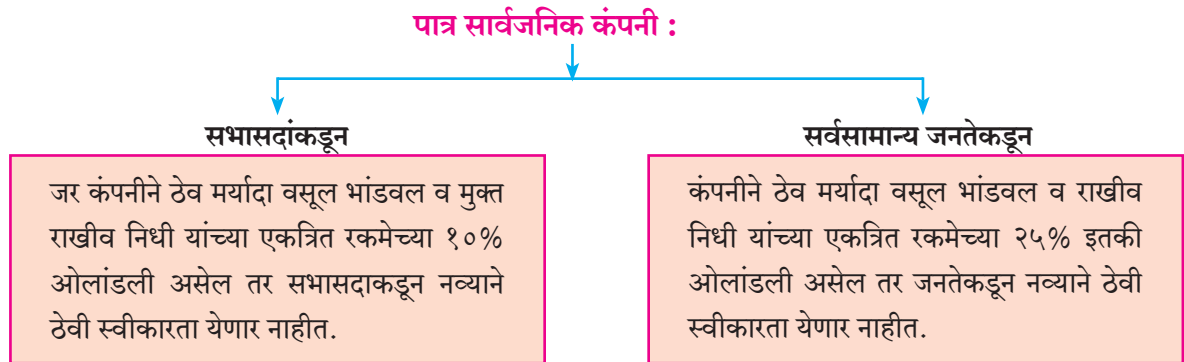 पात्र सार्वजनिक कंपनी :
सभासदांकडून
जर कंपनीने ठेव मर्यादा वसूल भांडवल व मुक्त
राखीव निधी यांच्या एकत्रित रकमेच्या १०%
ओलांडली असेल तर सभासदाकडून नव्याने
ठेवी स्वीकारता येणार नाहीत.
सर्वसामान्य जनतेकडून
कंपनीने ठेव मर्यादा वसूल भांडवल व राखीव
निधी यांच्या एकत्रित रकमेच्या २५% इतकी
ओलांडली असेल तर जनतेकडून नव्याने ठेवी
स्वीकारता येणार नाहीत.